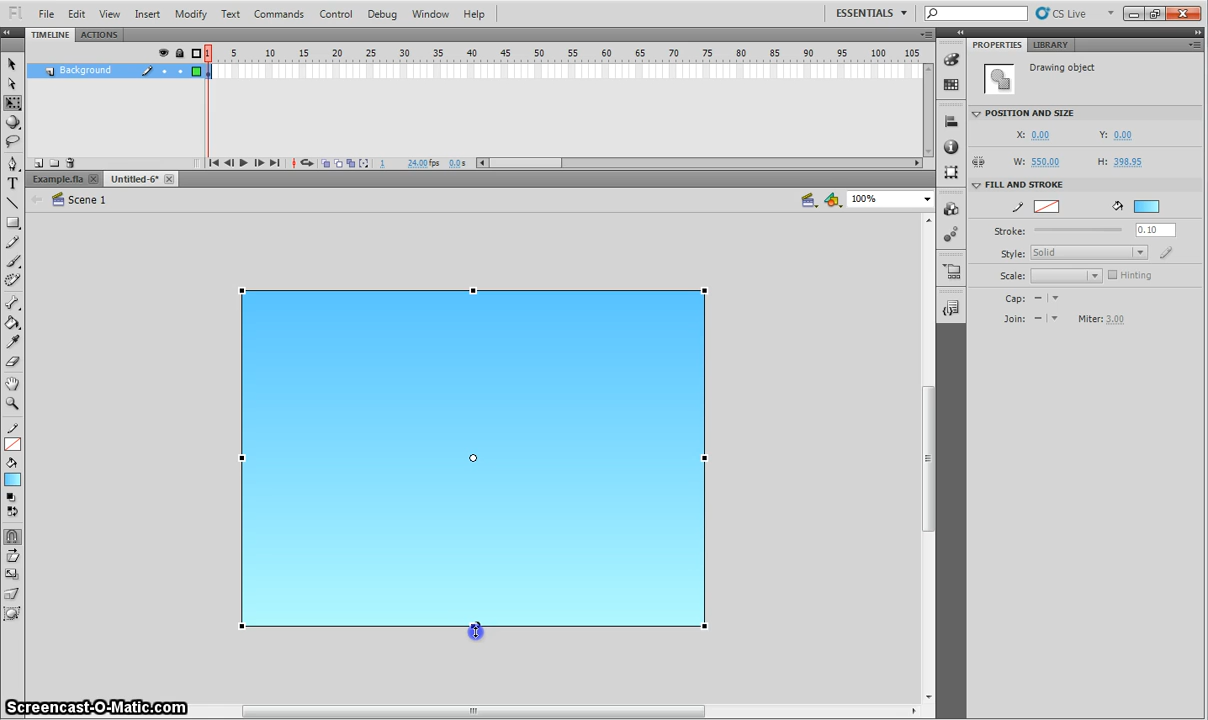 Fl File Edit View Insert Modify Text Commands Control Debug Window Help ESSENTIALS CS Live
TIMELINE ACTIONS
1 5 10 15 20 25 30 35 40 45 50 55 60 65 70 75 80 85 90 95 100 105
Background
1 24.00 fps 0.0 s
Example.fla Untitled-6*
Scene 1 100%
PROPERTIES LIBRARY
Drawing object
POSITION AND SIZE
X: 0.00 Y: 0.00
W: 550.00 H: 398.95
FILL AND STROKE
Stroke: 0.10
Style: Solid
Scale: Hinting
Cap:
Join: Miter: 3.00
Screencast-O-Matic.com